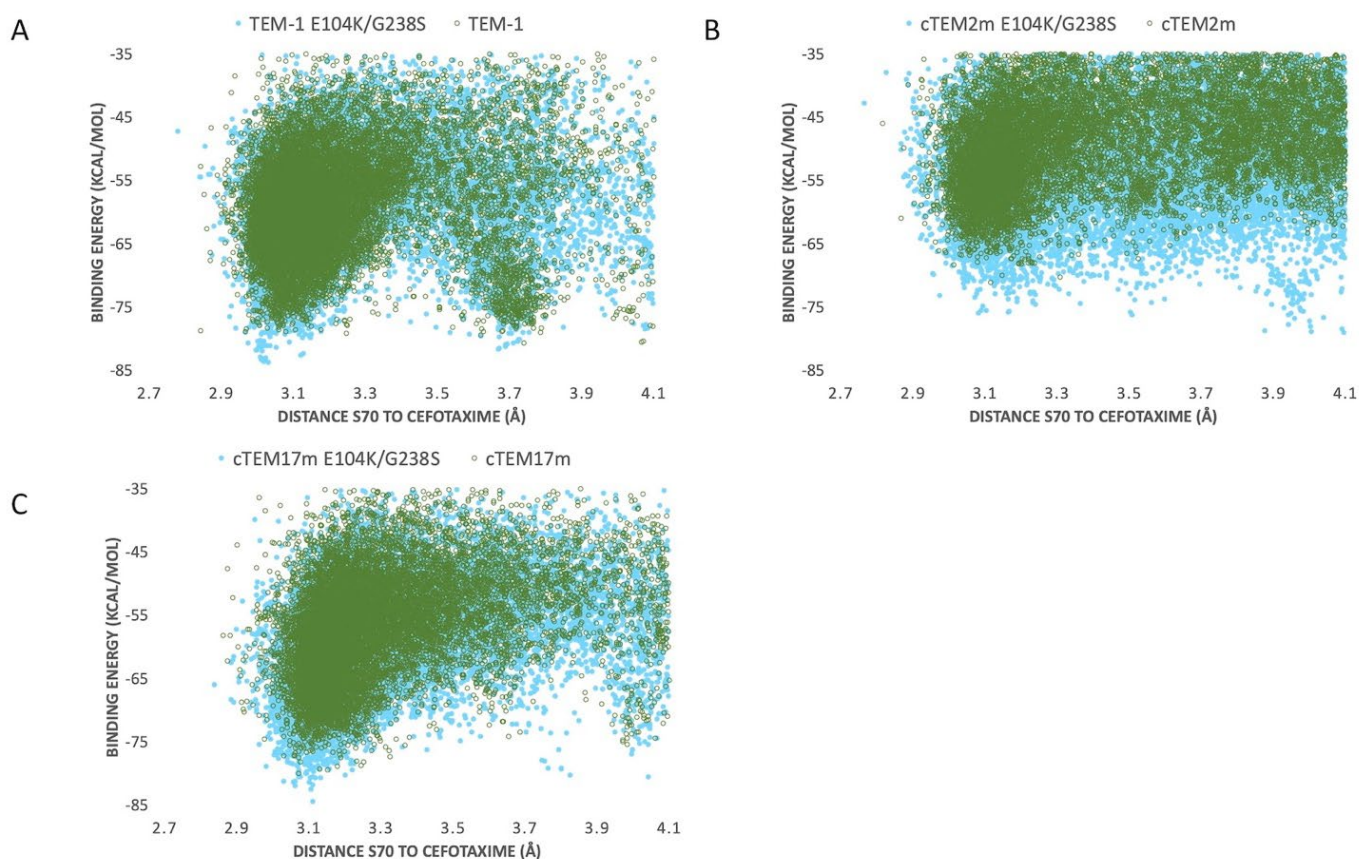 A
TEM-1 E104K/G238S TEM-1
-35
-45
-55
-65
-75
-85
BINDING ENERGY (KCAL/MOL)
2.7 2.9 3.1 3.3 3.5 3.7 3.9 4.1
DISTANCE S70 TO CEFOTAXIME (Å)
B
cTEM2m E104K/G238S cTEM2m
-35
-45
-55
-65
-75
-85
BINDING ENERGY (KCAL/MOL)
2.7 2.9 3.1 3.3 3.5 3.7 3.9 4.1
DISTANCE S70 TO CEFOTAXIME (Å)
C
cTEM17m E104K/G238S cTEM17m
-35
-45
-55
-65
-75
-85
BINDING ENERGY (KCAL/MOL)
2.7 2.9 3.1 3.3 3.5 3.7 3.9 4.1
DISTANCE S70 TO CEFOTAXIME (Å)